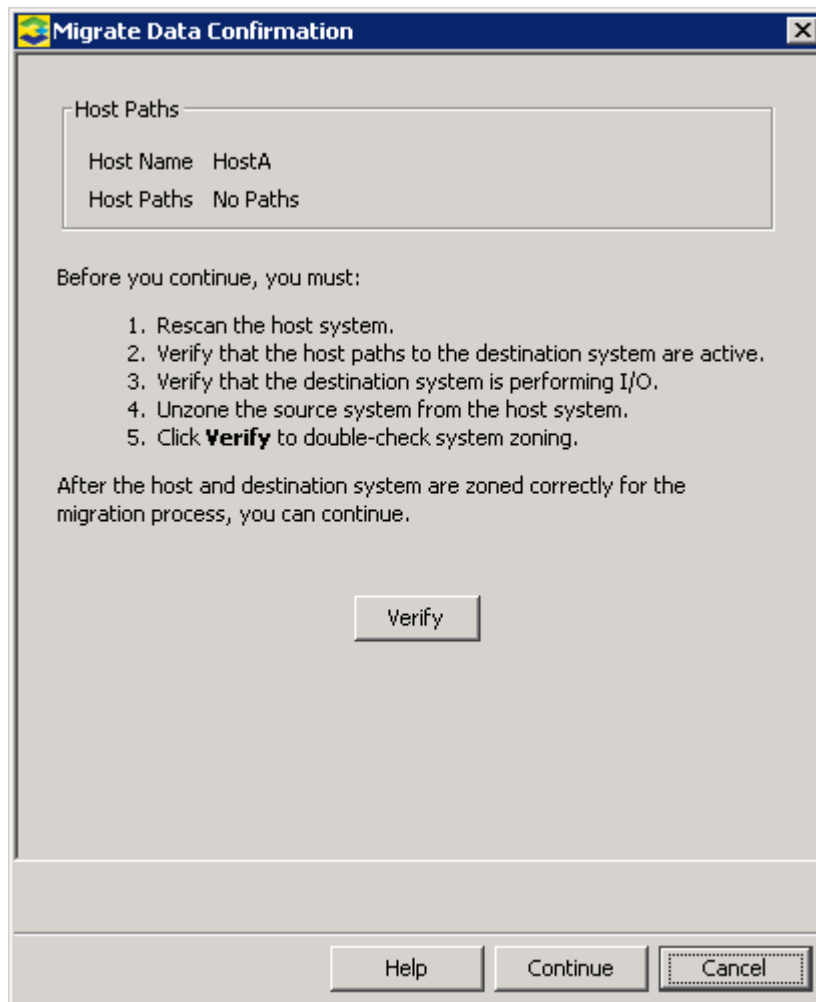 Migrate Data Confirmation
Host Paths
Host Name HostA
Host Paths No Paths
Before you continue, you must:
1. Rescan the host system.
2. Verify that the host paths to the destination system are active.
3. Verify that the destination system is performing I/O.
4. Unzone the source system from the host system.
5. Click Verify to double-check system zoning.
After the host and destination system are zoned correctly for the
migration process, you can continue.
Verify
Help Continue Cancel